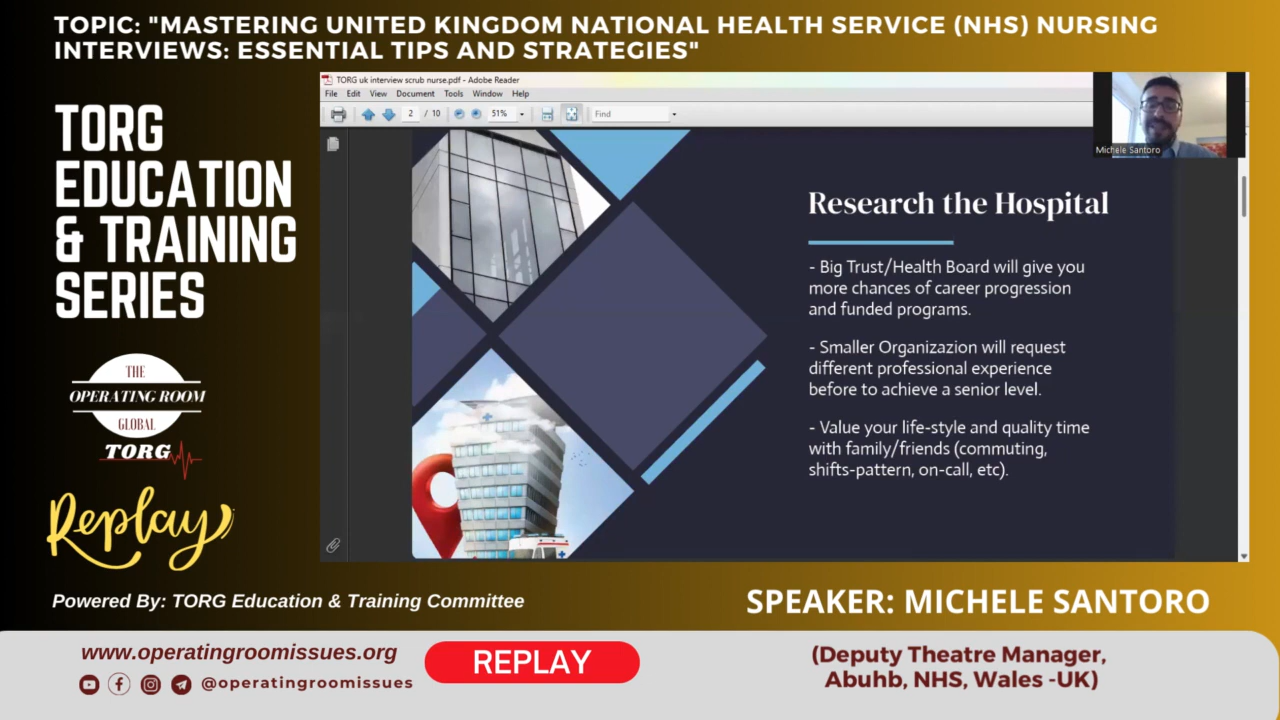 TOPIC: "MASTERING UNITED KINGDOM NATIONAL HEALTH SERVICE (NHS) NURSING
INTERVIEWS: ESSENTIAL TIPS AND STRATEGIES"
TORG
EDUCATION
& TRAINING
SERIES
THE
OPERATING ROOM
GLOBAL
TORG
Replay
TORG uk interview scrub nurse.pdf - Adobe Reader
File Edit View Document Tools Window Help
2 / 10 51% Find
Michele Santoro
Research the Hospital
- Big Trust/Health Board will give you
more chances of career progression
and funded programs.
- Smaller Organizazion will request
different professional experience
before to achieve a senior level.
- Value your life-style and quality time
with family/friends (commuting,
shifts-pattern, on-call, etc).
Powered By: TORG Education & Training Committee
SPEAKER: MICHELE SANTORO
www.operatingroomissues.org
@operatingroomissues
REPLAY
(Deputy Theatre Manager,
Abuhb, NHS, Wales -UK)